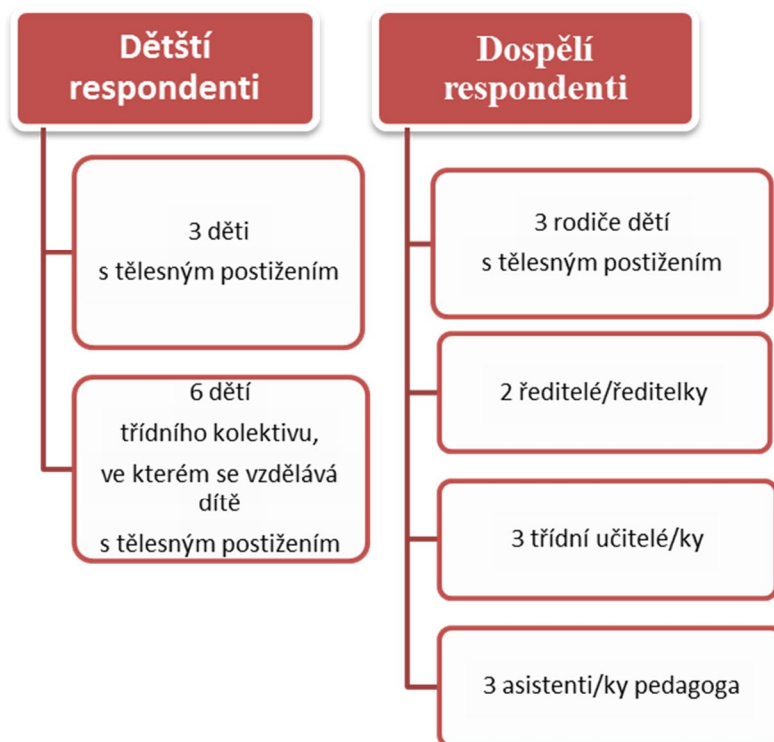 Dětští
respondenti
3 děti
s tělesným postižením
6 dětí
třídního kolektivu,
ve kterém se vzdělává
dítě
s tělesným postižením
Dospělí
respondenti
3 rodiče dětí
s tělesným postižením
2 ředitelé/ředitelky
3 třídní učitelé/ky
3 asistenti/ky pedagoga